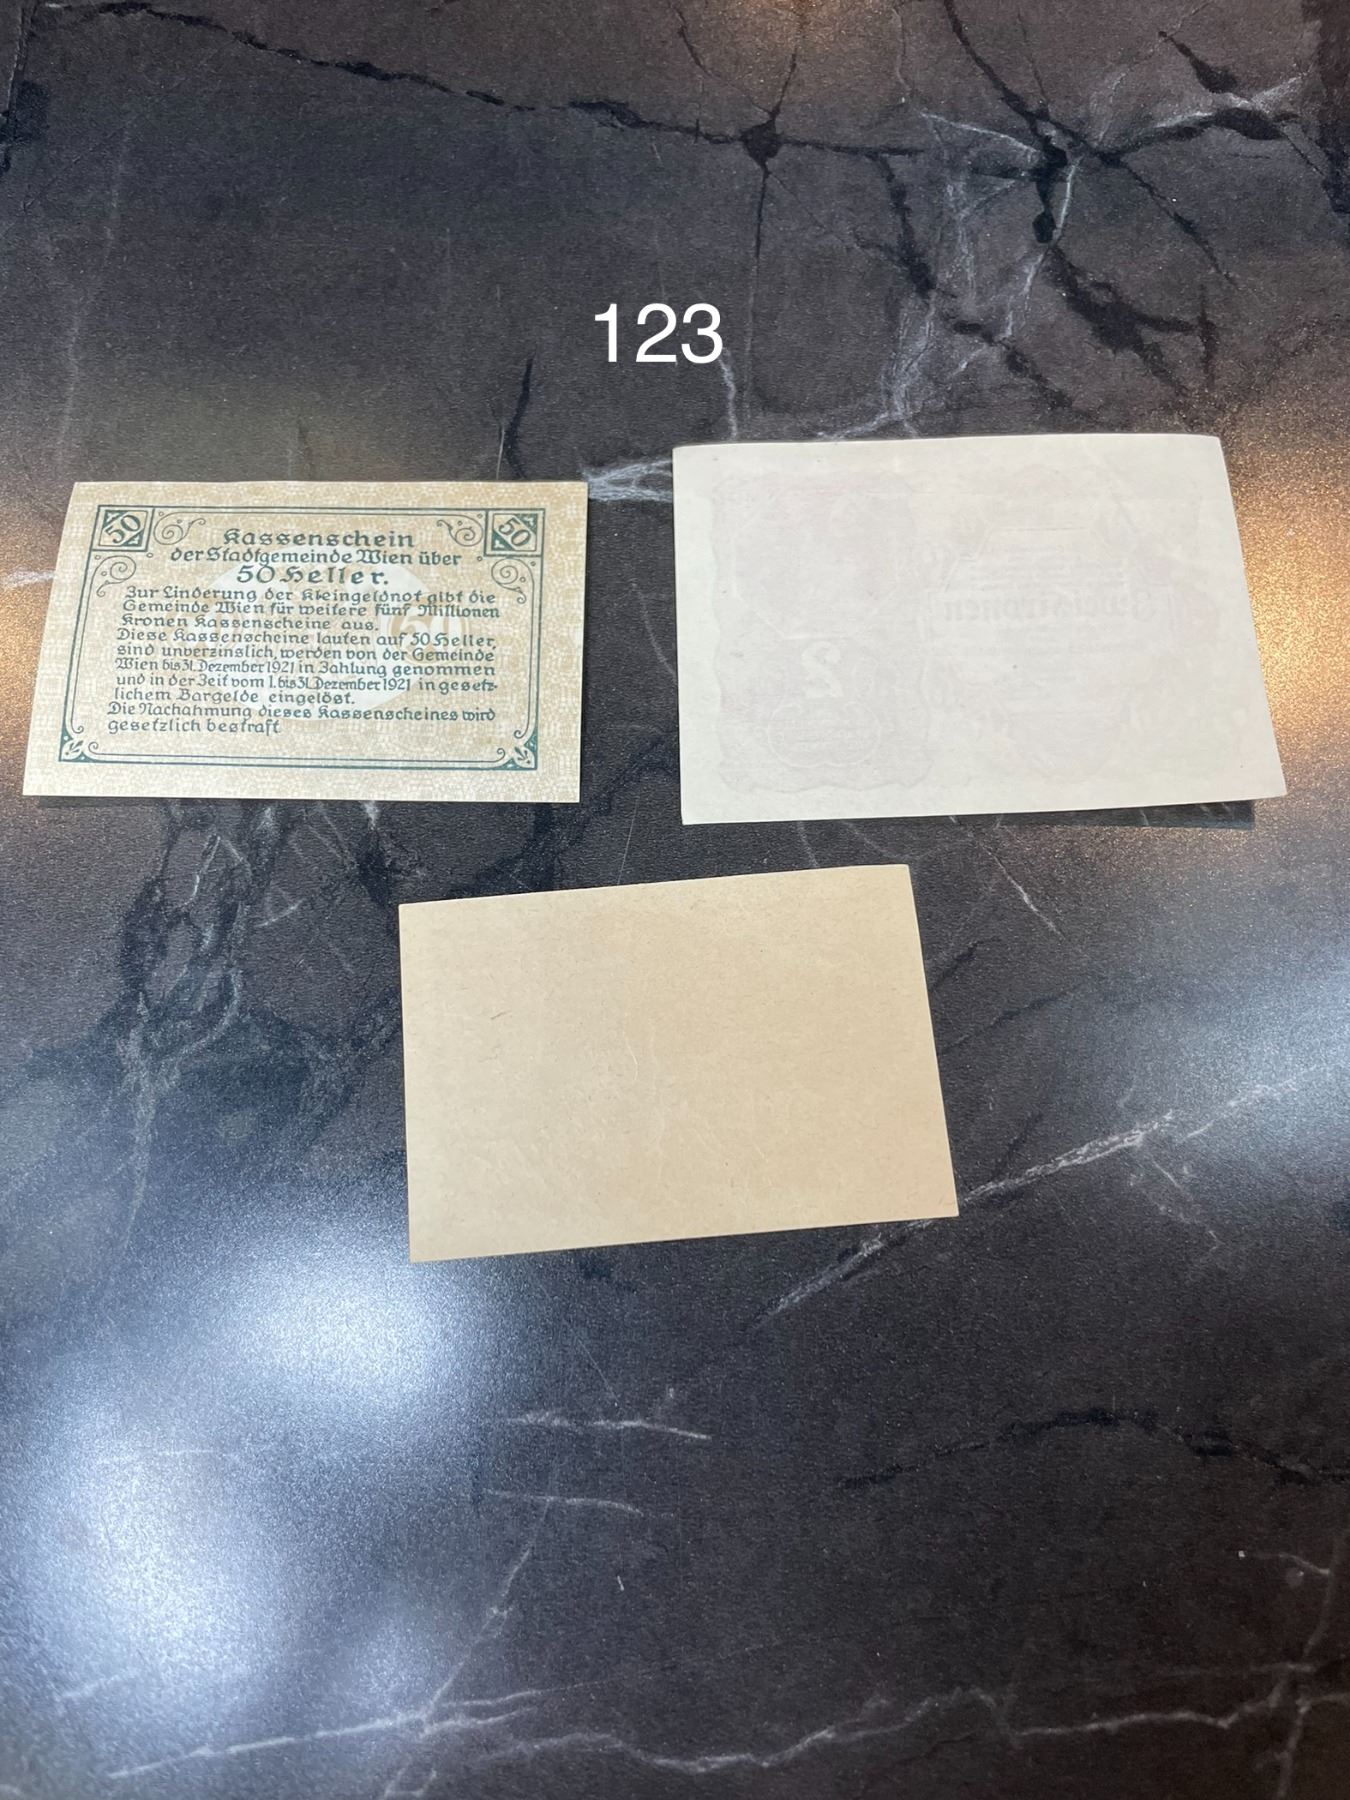 123
50 50
Kassenschein
der Stadtgemeinde Wien über
50 Heller.
Zur Linderung der Kleingeldnot gibt die
Gemeinde Wien für weitere fünf Millionen
Kronen Kassenscheine aus.
Diese Kassenscheine lauten auf 50 Heller,
sind unverzinslich, werden von der Gemeinde
Wien bis 31. Dezember 1921 in Zahlung genommen
und in der Zeit vom 1. bis 31. Dezember 1921 in gesetz-
lichem Bargelde eingelöst.
Die Nachahmung dieses Kassenscheines wird
gesetzlich bestraft.
2